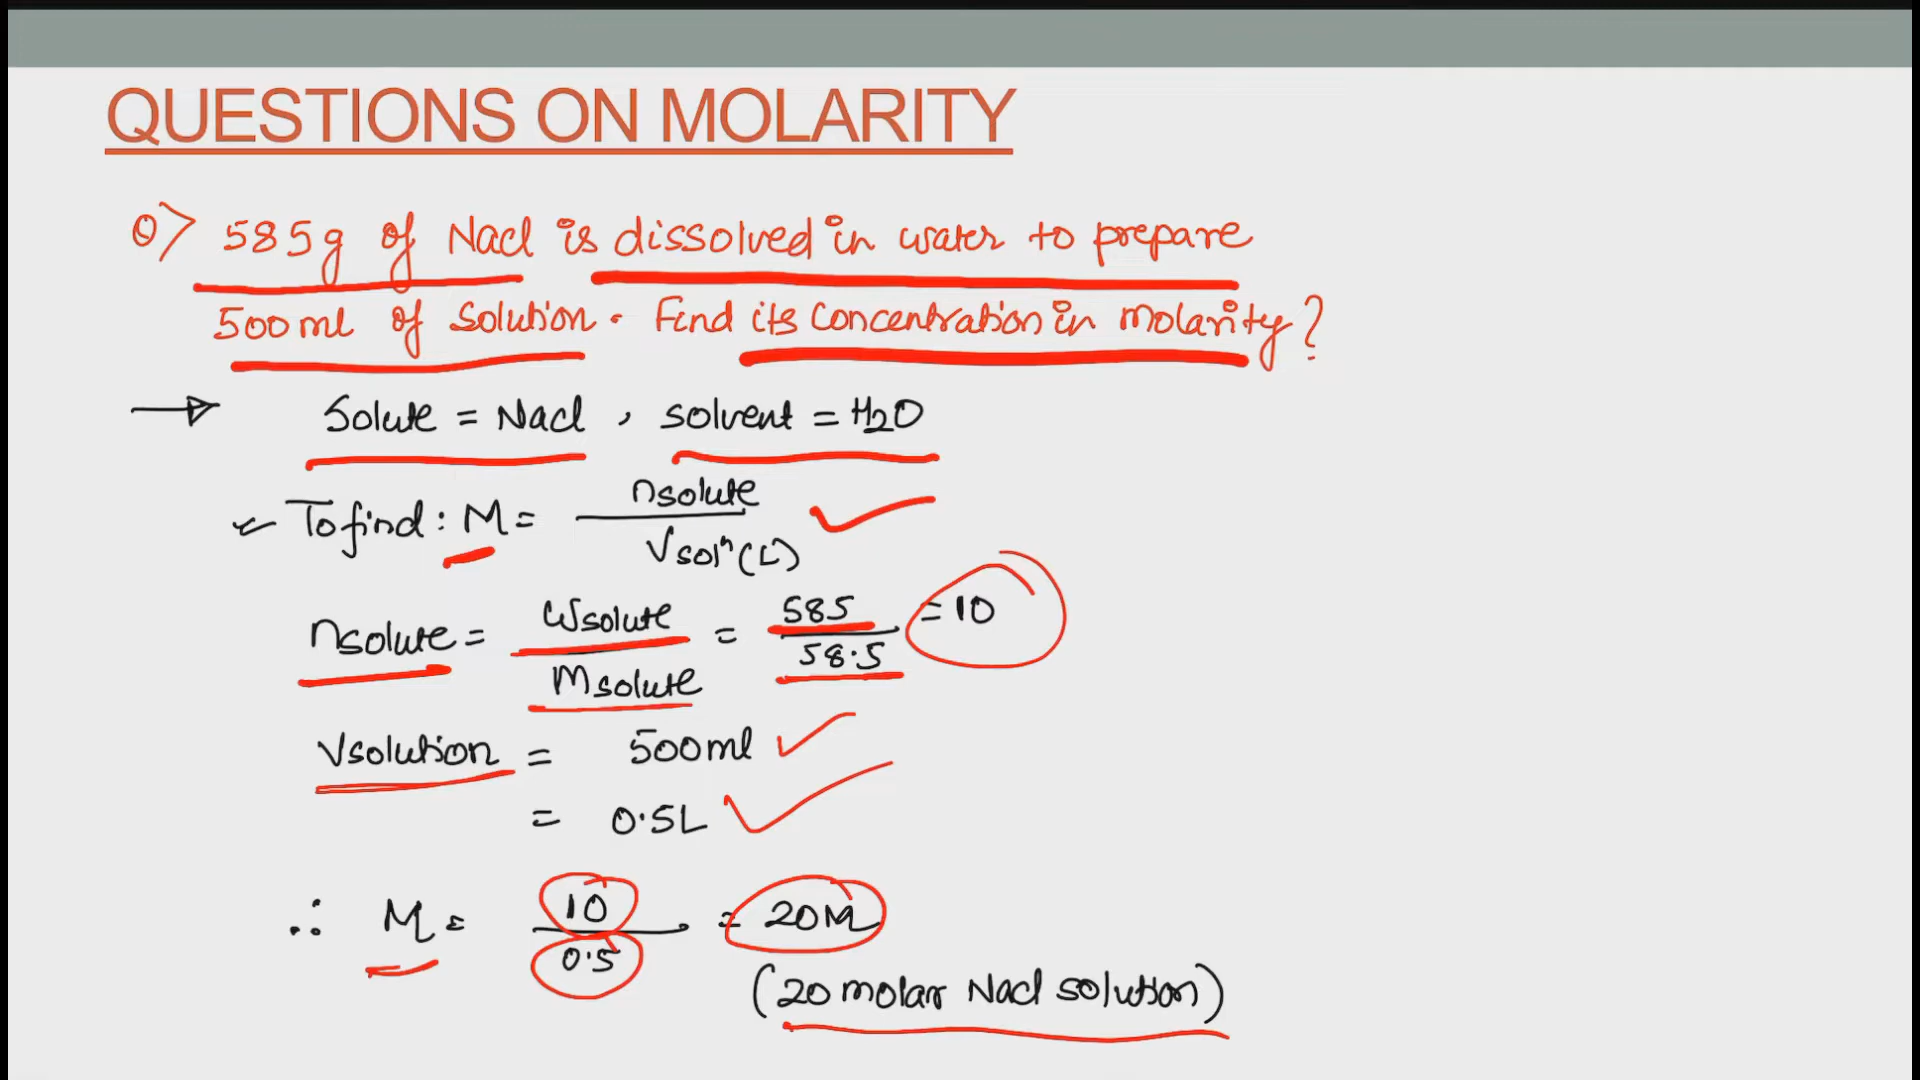 QUESTIONS ON MOLARITY
Q> 585g of Nacl is dissolved in water to prepare
500ml of solution. Find its concentration in molarity?
→ Solute = Nacl, solvent = H₂O
To find: M = nsolute / Vsolⁿ(L)
nsolute = Wsolute / Msolute = 585 / 58.5 = 10
Vsolution = 500ml
= 0.5L
∴ M = 10 / 0.5 = 20M
(20 molar Nacl solution)